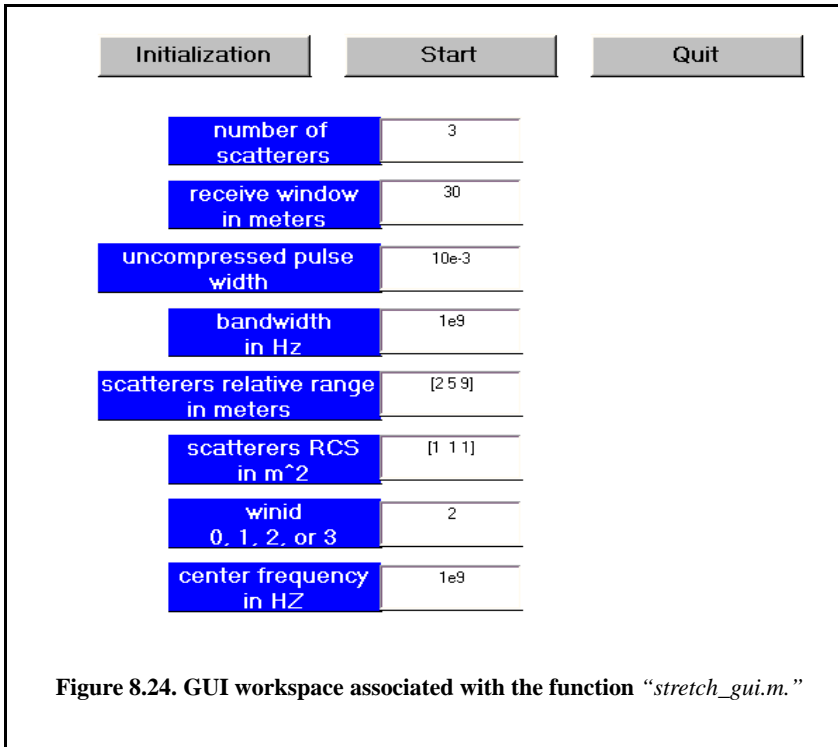 Initialization Start Quit
number of
scatterers
3
receive window
in meters
30
uncompressed pulse
width
10e-3
bandwidth
in Hz
1e9
scatterers relative range
in meters
[2 5 9]
scatterers RCS
in m^2
[1 1 1]
winid
0, 1, 2, or 3
2
center frequency
in HZ
1e9
Figure 8.24. GUI workspace associated with the function “stretch_gui.m.”